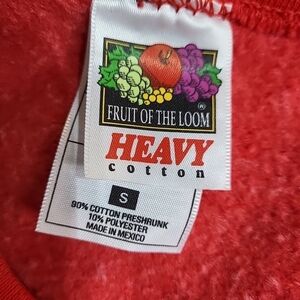 FRUIT OF THE LOOM
®
HEAVY
cotton
S
90% COTTON PRESHRUNK
10% POLYESTER
MADE IN MEXICO